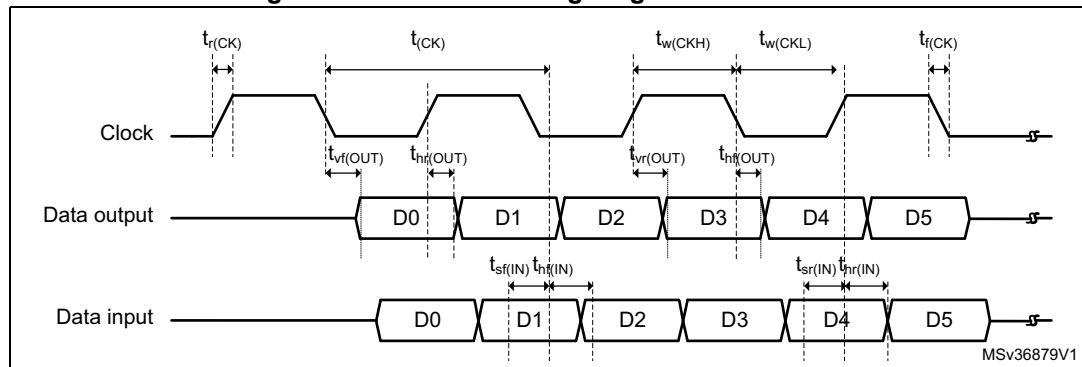 tr(CK) t(CK) tw(CKH) tw(CKL) tf(CK)
Clock
tvf(OUT) thr(OUT) tvr(OUT) thf(OUT)
Data output D0 D1 D2 D3 D4 D5
tsf(IN) thf(IN) tsr(IN) thr(IN)
Data input D0 D1 D2 D3 D4 D5
MSv36879V1